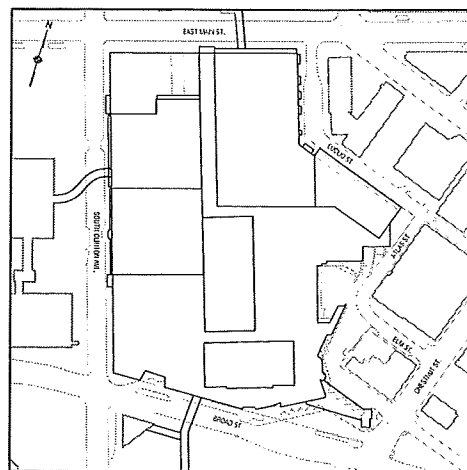 N
EAST MAIN ST.
EUCLID ST.
SOUTH CLINTON AVE.
ATLAS ST.
ELM ST.
CHESTNUT ST.
BROAD ST.